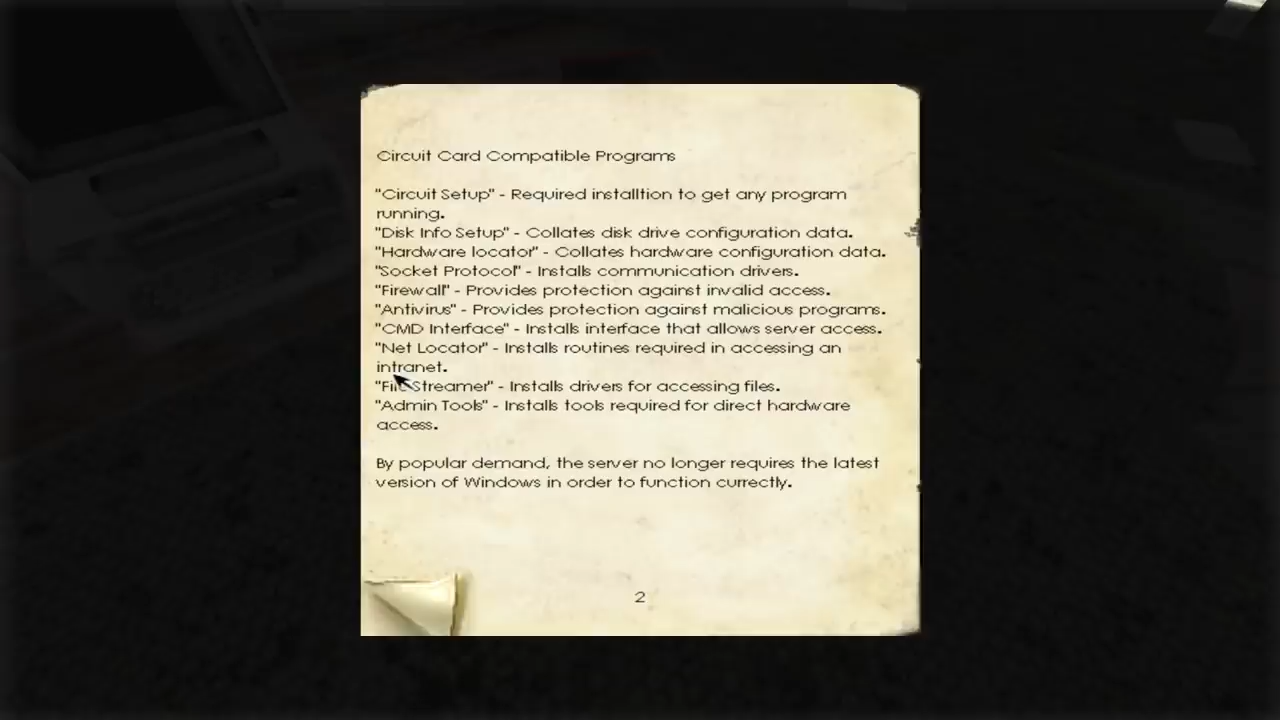 Circuit Card Compatible Programs
"Circuit Setup" - Required installtion to get any program
running.
"Disk Info Setup" - Collates disk drive configuration data.
"Hardware locator" - Collates hardware configuration data.
"Socket Protocol" - Installs communication drivers.
"Firewall" - Provides protection against invalid access.
"Antivirus" - Provides protection against malicious programs.
"CMD Interface" - Installs interface that allows server access.
"Net Locator" - Installs routines required in accessing an
intranet.
"File Streamer" - Installs drivers for accessing files.
"Admin Tools" - Installs tools required for direct hardware
access.
By popular demand, the server no longer requires the latest
version of Windows in order to function currectly.
2